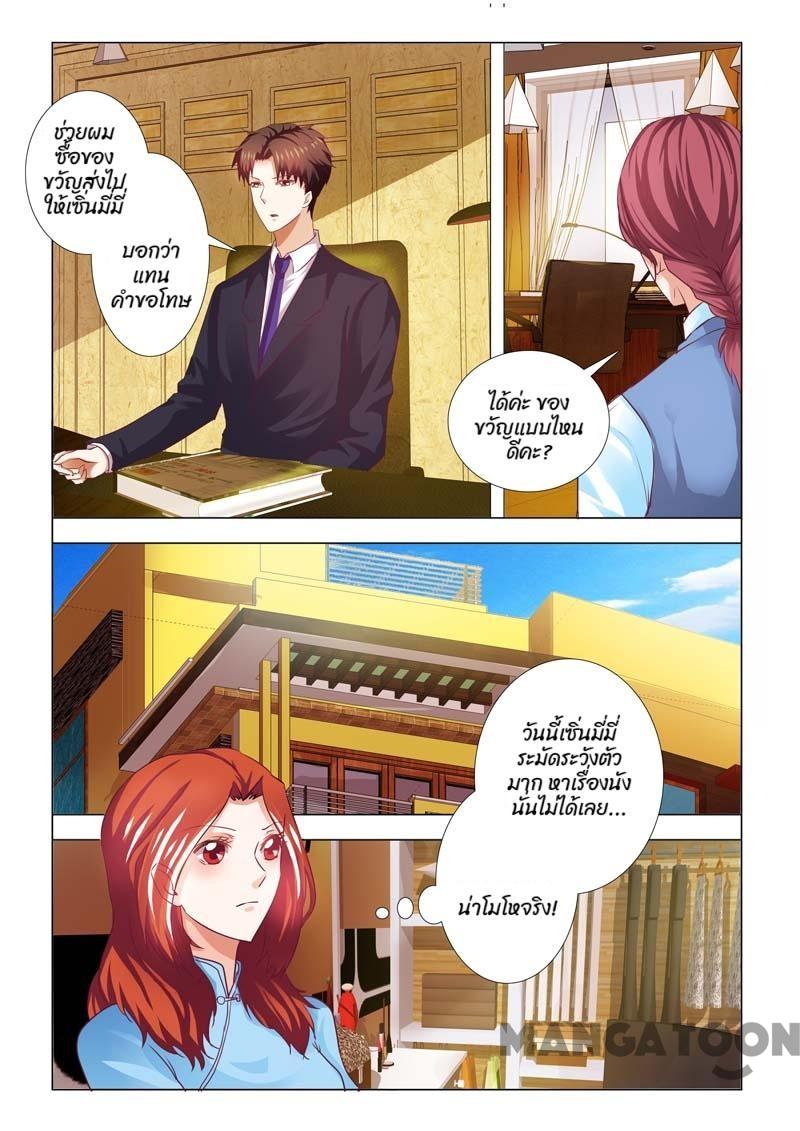 ช่วยผม
ซื้อของ
ขวัญส่งไป
ให้เซิ่นมี่มี่
บอกว่า
แทน
คำขอโทษ
ได้ค่ะ ของ
ขวัญแบบไหน
ดีคะ?
วันนี้เซิ่นมี่มี่
ระมัดระวังตัว
มาก หาเรื่องนัง
นั่นไม่ได้เลย...
น่าโมโหจริง!
MANGATOON